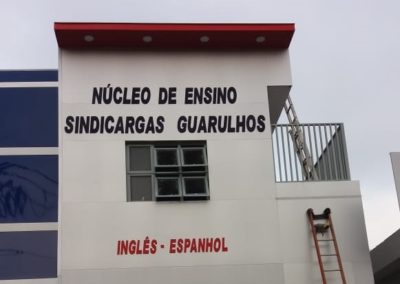 NÚCLEO DE ENSINO
SINDICARGAS GUARULHOS
INGLÊS - ESPANHOL